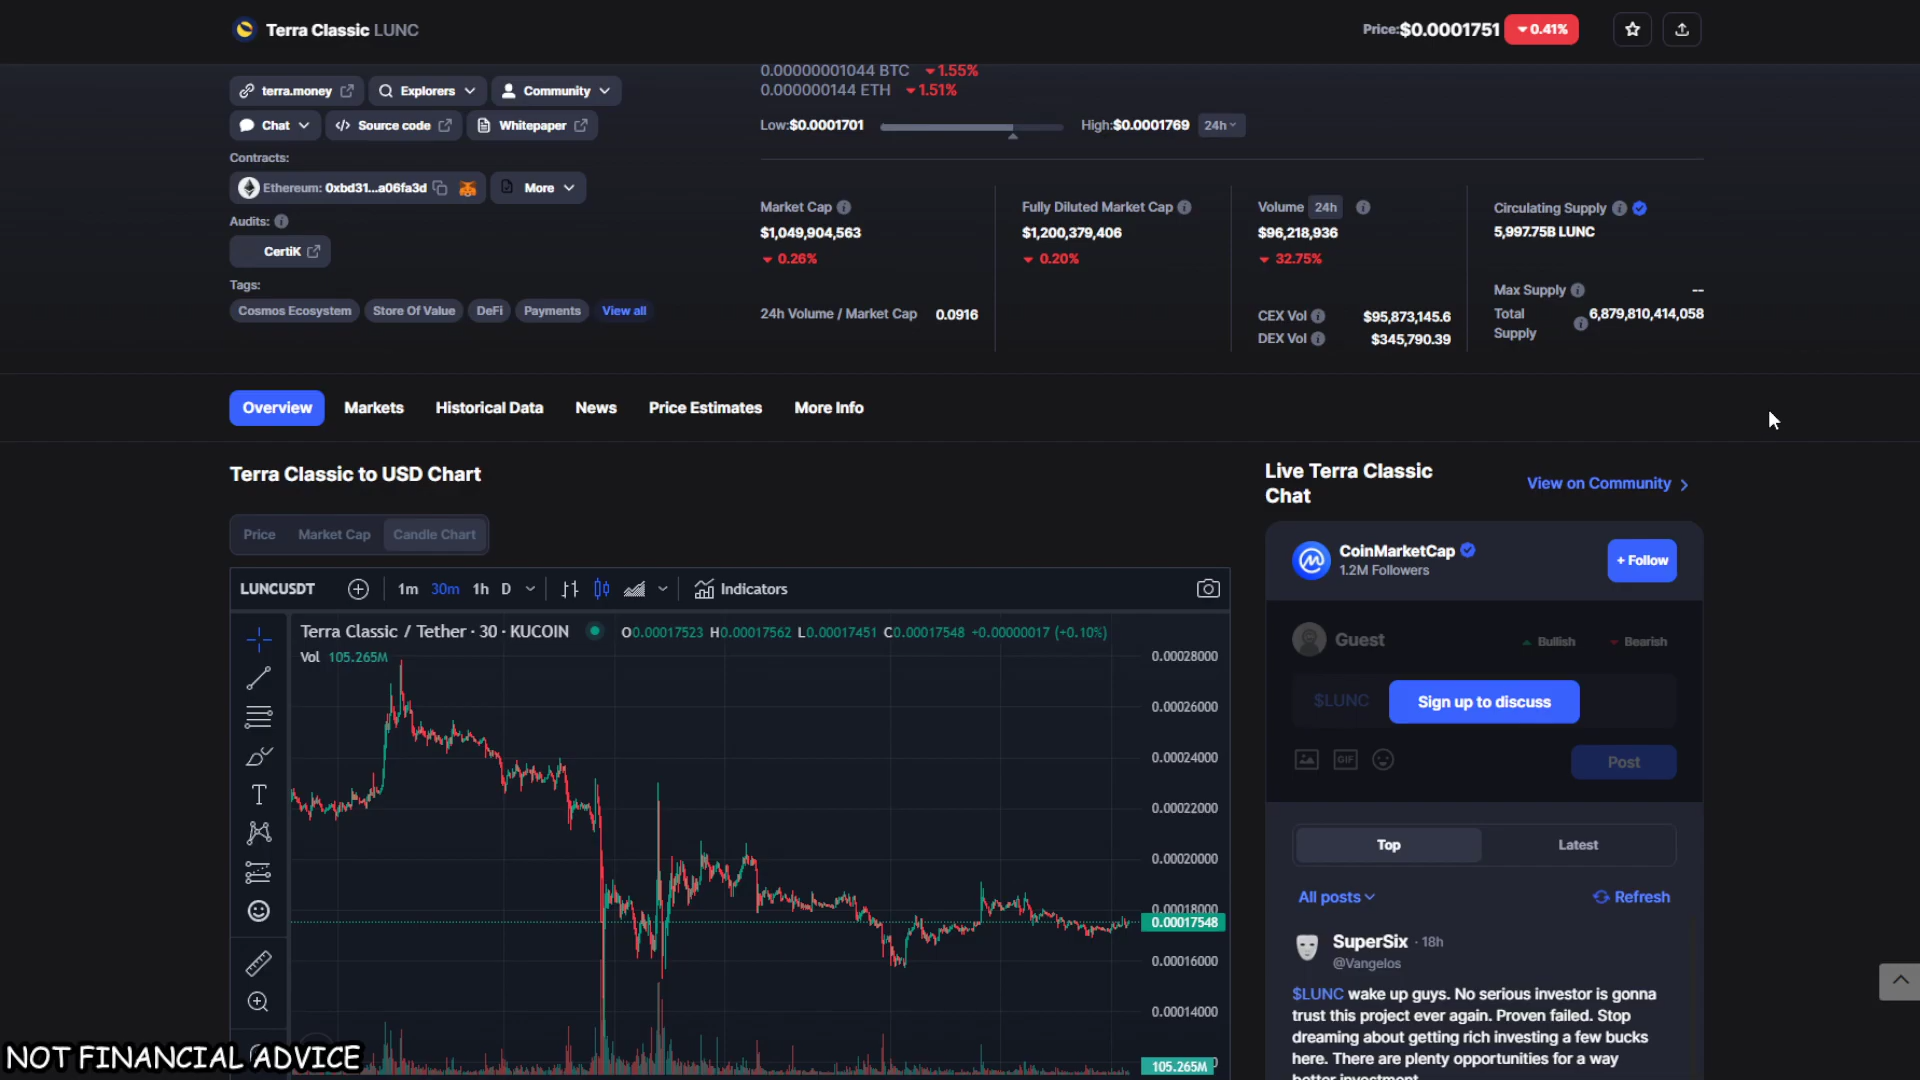 Terra Classic LUNC
Price:$0.0001751 0.41%
terra.money Explorers Community
Chat Source code Whitepaper
Contracts:
Ethereum: 0xbd31...a06fa3d More
Audits:
CertiK
Tags:
Cosmos Ecosystem Store Of Value DeFi Payments View all
0.00000001044 BTC 1.55%
0.000000144 ETH 1.51%
Low:$0.0001701 High:$0.0001769 24h
Market Cap
$1,049,904,563
0.26%
24h Volume / Market Cap 0.0916
Fully Diluted Market Cap
$1,200,379,406
0.20%
Volume 24h
$96,218,936
32.75%
CEX Vol $95,873,145.6
DEX Vol $345,790.39
Circulating Supply
5,997.75B LUNC
Max Supply --
Total Supply 6,879,810,414,058
Overview Markets Historical Data News Price Estimates More Info
Terra Classic to USD Chart
Price Market Cap Candle Chart
LUNCUSDT 1m 30m 1h D Indicators
Terra Classic / Tether · 30 · KUCOIN O0.00017523 H0.00017562 L0.00017451 C0.00017548 +0.00000017 (+0.10%)
Vol 105.265M
0.00028000
0.00026000
0.00024000
0.00022000
0.00020000
0.00018000
0.00017548
0.00016000
0.00014000
105.265M
Live Terra Classic
Chat
View on Community
CoinMarketCap
1.2M Followers
+ Follow
Guest Bullish Bearish
$LUNC Sign up to discuss
GIF Post
Top Latest
All posts Refresh
SuperSix · 18h
@Vangelos
$LUNC wake up guys. No serious investor is gonna
trust this project ever again. Proven failed. Stop
dreaming about getting rich investing a few bucks
here. There are plenty opportunities for a way
better investment
NOT FINANCIAL ADVICE